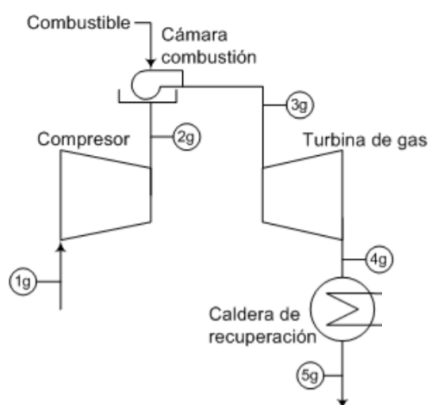 Combustible
Cámara
combustión
3g
Compresor
2g
Turbina de gas
1g
4g
Caldera de
recuperación
5g